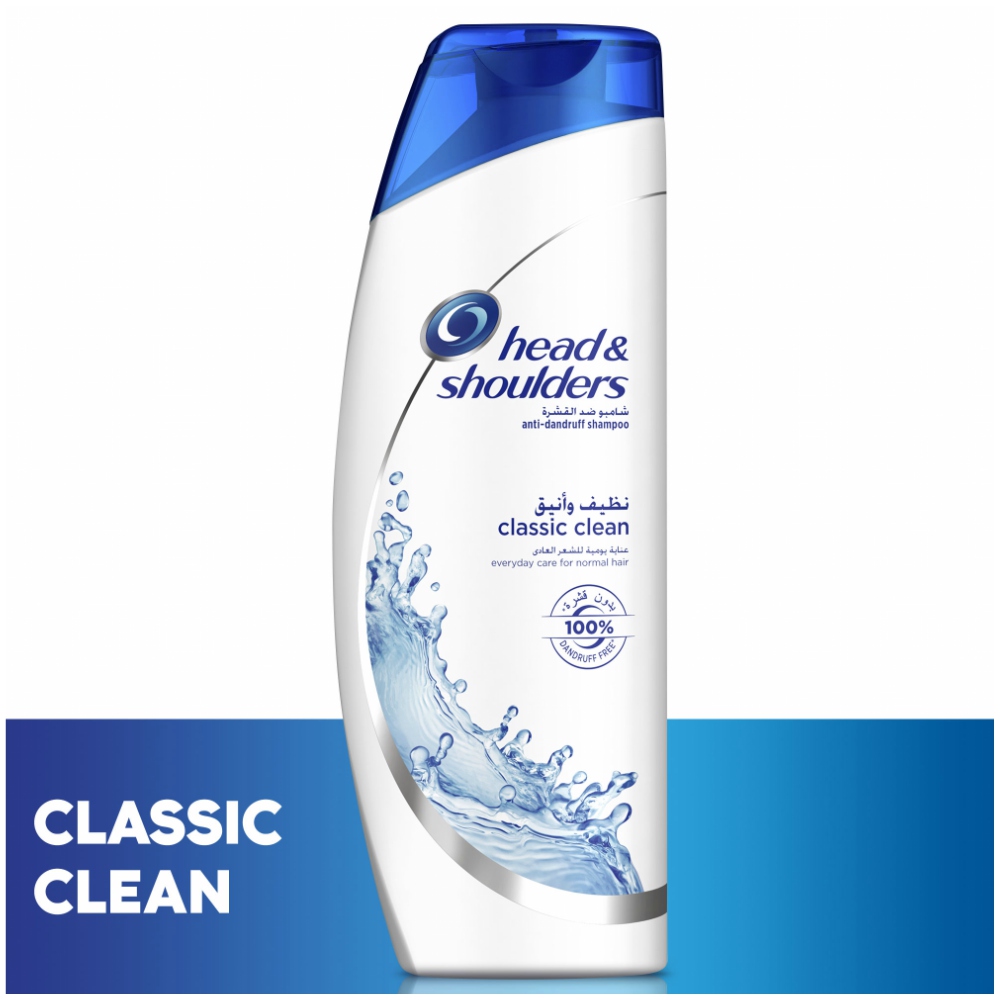 head &
shoulders
شامبو ضد القشرة
anti-dandruff shampoo
نظيف وأنيق
classic clean
عناية يومية للشعر العادي
everyday care for normal hair
بدون قشرة*
100%
DANDRUFF FREE*
CLASSIC
CLEAN